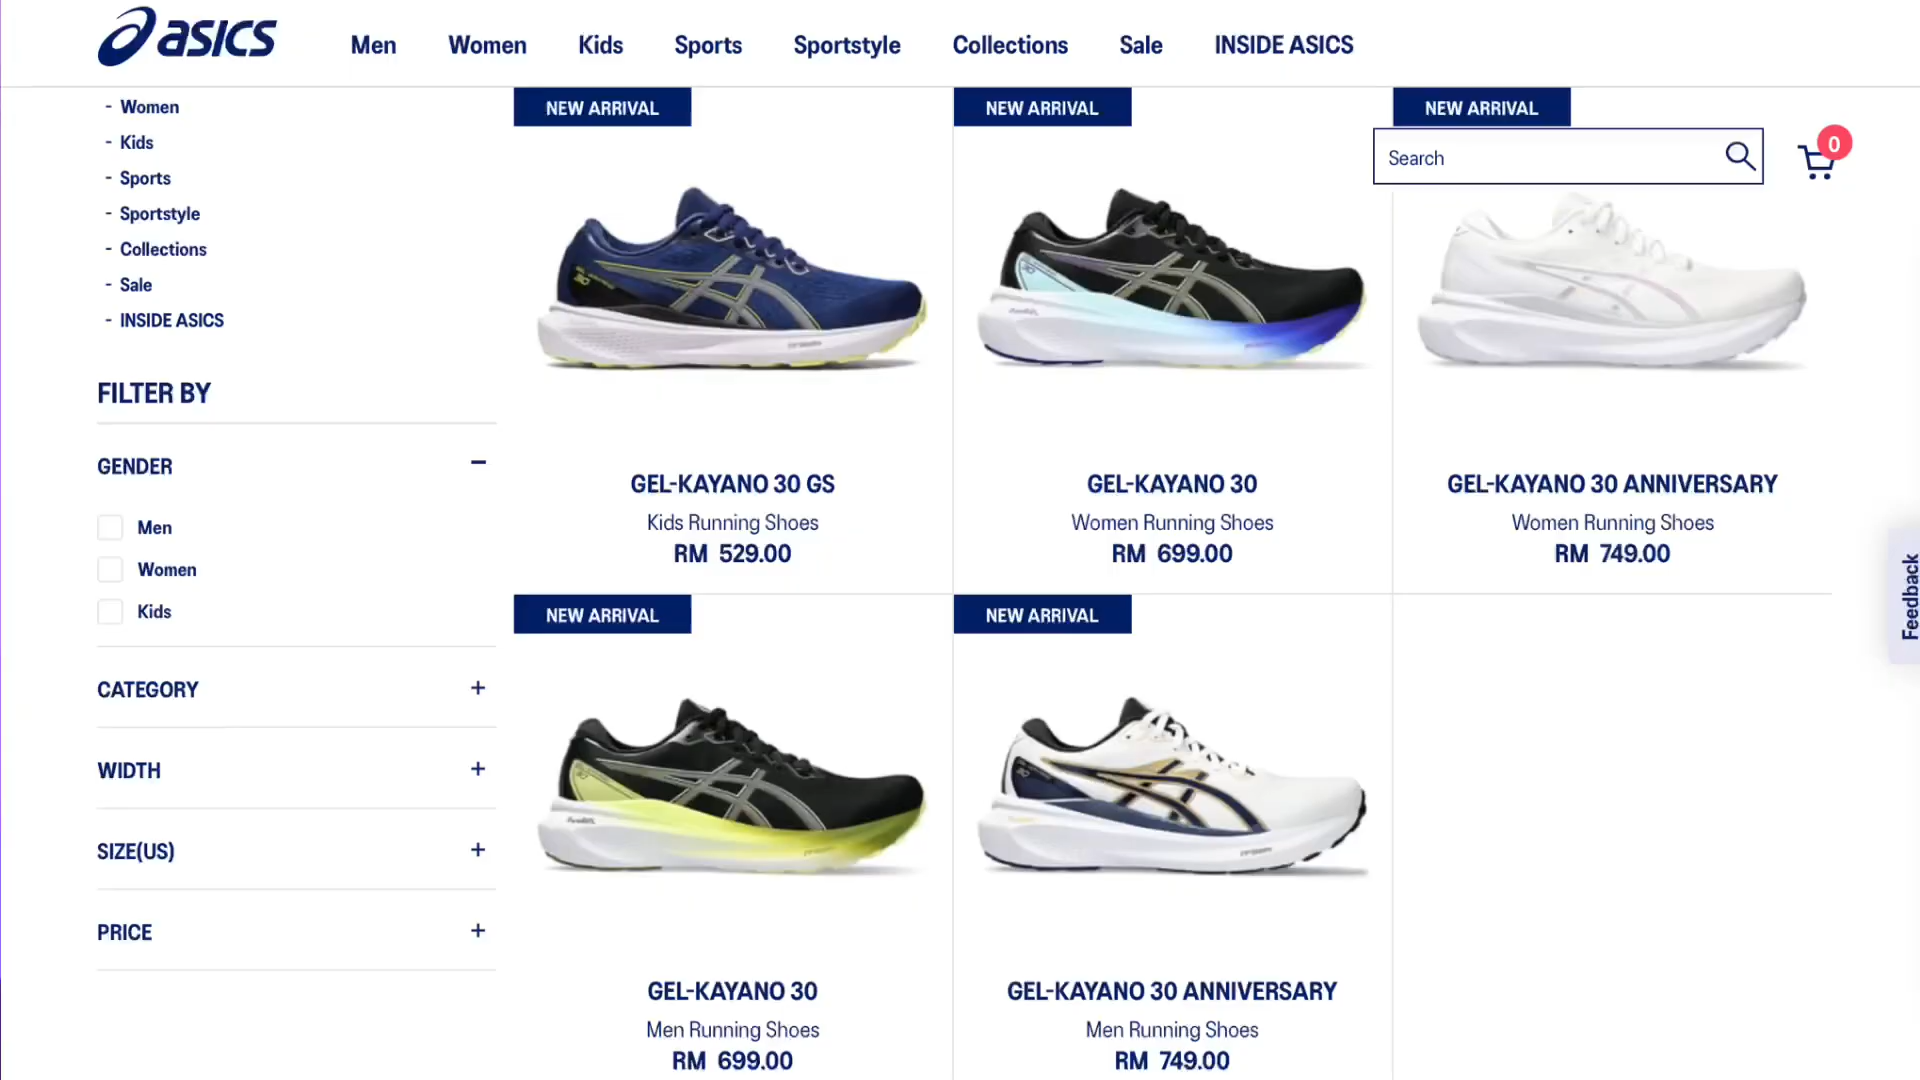 asics
Men
Women
Kids
Sports
Sportstyle
Collections
Sale
INSIDE ASICS
- Women
- Kids
- Sports
- Sportstyle
- Collections
- Sale
- INSIDE ASICS
FILTER BY
GENDER
Men
Women
Kids
CATEGORY
WIDTH
SIZE(US)
PRICE
Search
0
NEW ARRIVAL
GEL-KAYANO 30 GS
Kids Running Shoes
RM 529.00
NEW ARRIVAL
GEL-KAYANO 30
Women Running Shoes
RM 699.00
NEW ARRIVAL
GEL-KAYANO 30 ANNIVERSARY
Women Running Shoes
RM 749.00
NEW ARRIVAL
GEL-KAYANO 30
Men Running Shoes
RM 699.00
NEW ARRIVAL
GEL-KAYANO 30 ANNIVERSARY
Men Running Shoes
RM 749.00
Feedback